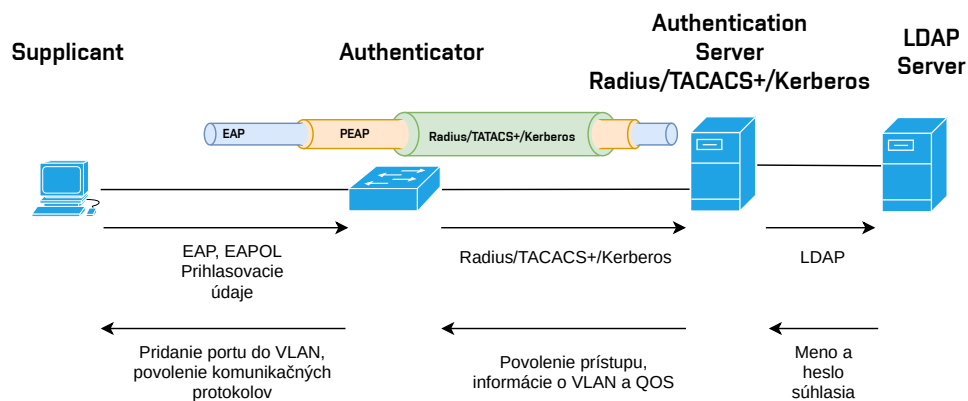 Supplicant
Authenticator
Authentication
Server
Radius/TACACS+/Kerberos
LDAP
Server
EAP
PEAP
Radius/TATACS+/Kerberos
EAP, EAPOL
Prihlasovacie
údaje
Radius/TACACS+/Kerberos
LDAP
Pridanie portu do VLAN,
povolenie komunikačných
protokolov
Povolenie prístupu,
informácie o VLAN a QOS
Meno a
heslo
súhlasia